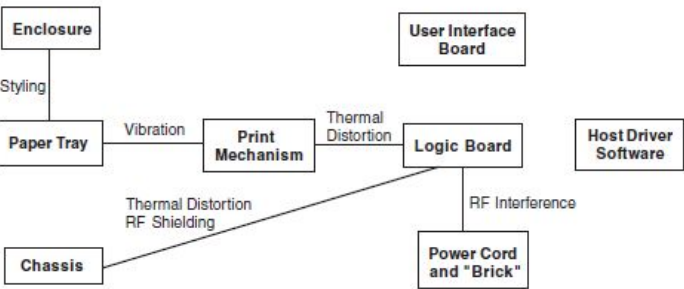 Enclosure
User Interface
Board
Styling
Paper Tray
Vibration
Print
Mechanism
Thermal
Distortion
Logic Board
Host Driver
Software
Thermal Distortion
RF Shielding
RF Interference
Chassis
Power Cord
and "Brick"